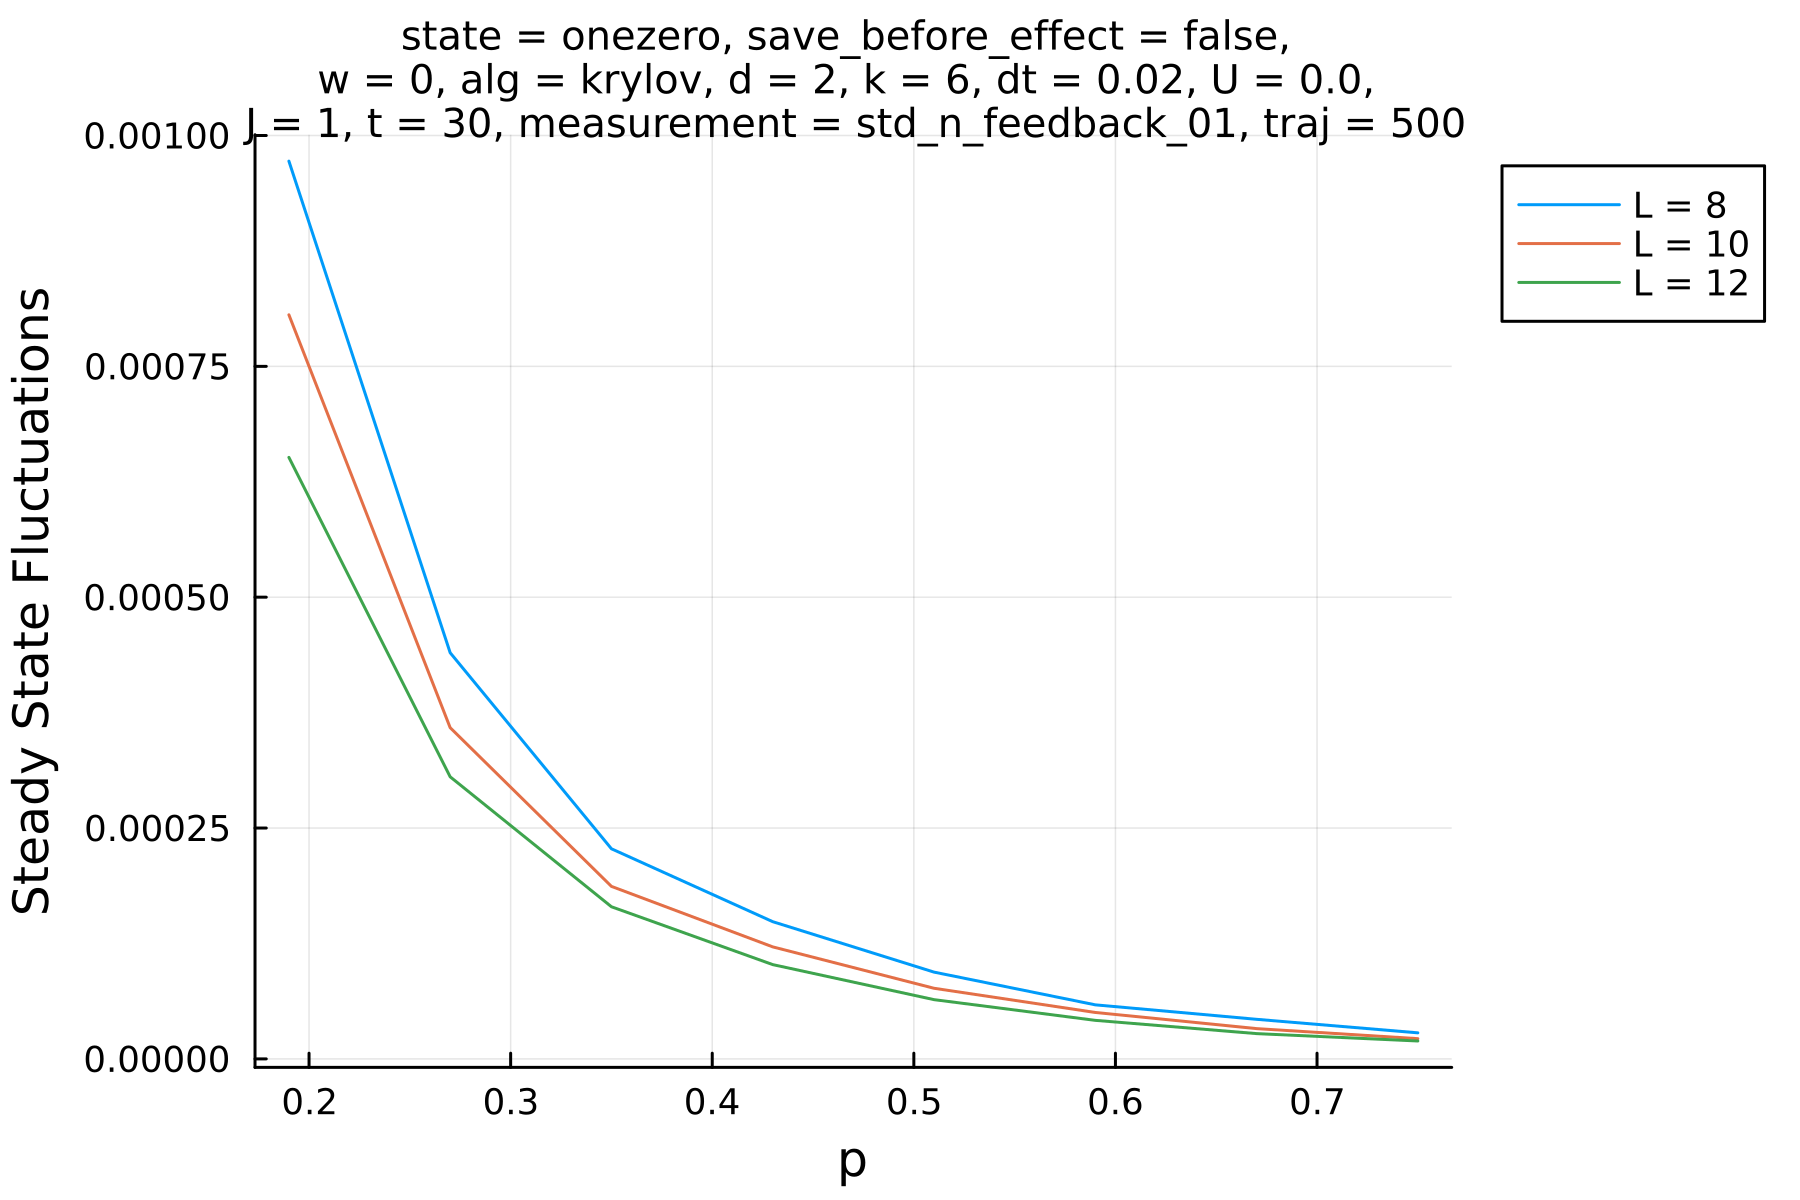 state = onezero, save_before_effect = false,
w = 0, alg = krylov, d = 2, k = 6, dt = 0.02, U = 0.0,
J = 1, t = 30, measurement = std_n_feedback_01, traj = 500
0.00100
0.00075
0.00050
0.00025
0.00000
Steady State Fluctuations
0.2 0.3 0.4 0.5 0.6 0.7
p
L = 8
L = 10
L = 12